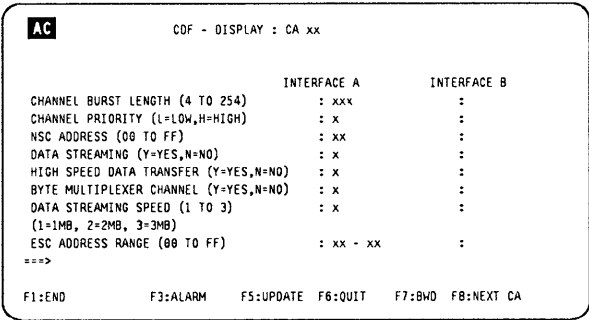 AC
CDF - DISPLAY : CA xx
INTERFACE A INTERFACE B
CHANNEL BURST LENGTH (4 TO 254) : xxx :
CHANNEL PRIORITY (L=LOW,H=HIGH) : x :
NSC ADDRESS (00 TO FF) : xx :
DATA STREAMING (Y=YES,N=NO) : x :
HIGH SPEED DATA TRANSFER (Y=YES,N=NO) : x :
BYTE MULTIPLEXER CHANNEL (Y=YES,N=NO) : x :
DATA STREAMING SPEED (1 TO 3) : x :
(1=1MB, 2=2MB, 3=3MB)
ESC ADDRESS RANGE (00 TO FF) : xx - xx :
===>
F1:END F3:ALARM F5:UPDATE F6:QUIT F7:BWD F8:NEXT CA